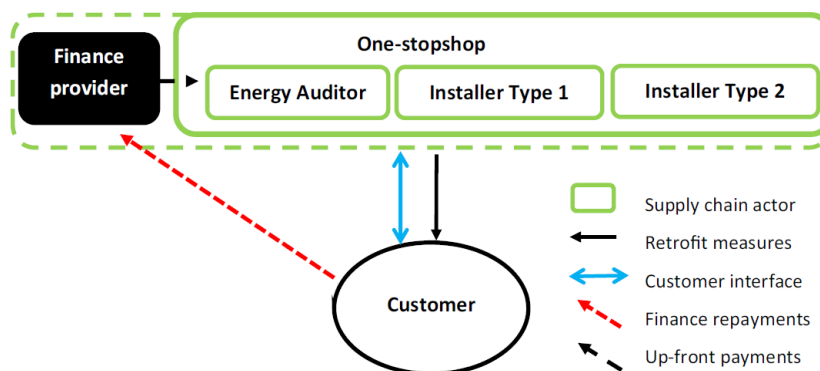 One-stopshop
Finance
provider
Energy Auditor
Installer Type 1
Installer Type 2
Customer
Supply chain actor
Retrofit measures
Customer interface
Finance repayments
Up-front payments